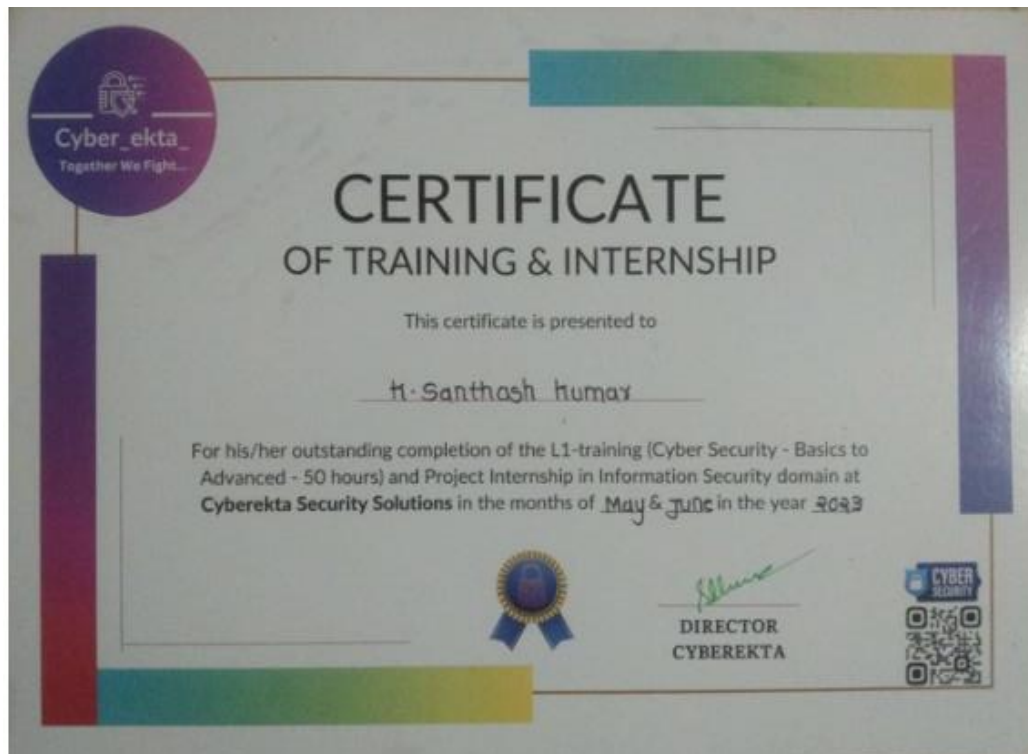 Cyber_ekta_
Together We Fight...
CERTIFICATE
OF TRAINING & INTERNSHIP
This certificate is presented to
K. Santhosh Kumar
For his/her outstanding completion of the L1-training (Cyber Security - Basics to
Advanced - 50 hours) and Project Internship in Information Security domain at
Cyberekta Security Solutions in the months of May & June in the year 2023
CYBER
SECURITY
DIRECTOR
CYBEREKTA